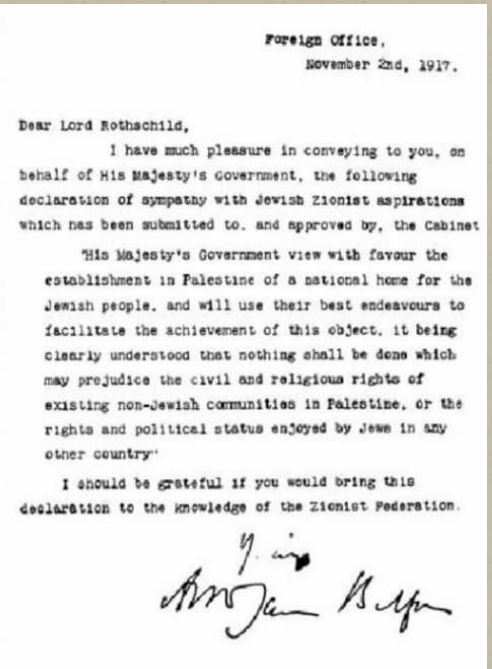 Foreign Office,
November 2nd, 1917.
Dear Lord Rothschild,
I have much pleasure in conveying to you, on
behalf of His Majesty's Government, the following
declaration of sympathy with Jewish Zionist aspirations
which has been submitted to, and approved by, the Cabinet
"His Majesty's Government view with favour the
establishment in Palestine of a national home for the
Jewish people, and will use their best endeavours to
facilitate the achievement of this object, it being
clearly understood that nothing shall be done which
may prejudice the civil and religious rights of
existing non-Jewish communities in Palestine, or the
rights and political status enjoyed by Jews in any
other country"
I should be grateful if you would bring this
declaration to the knowledge of the Zionist Federation.